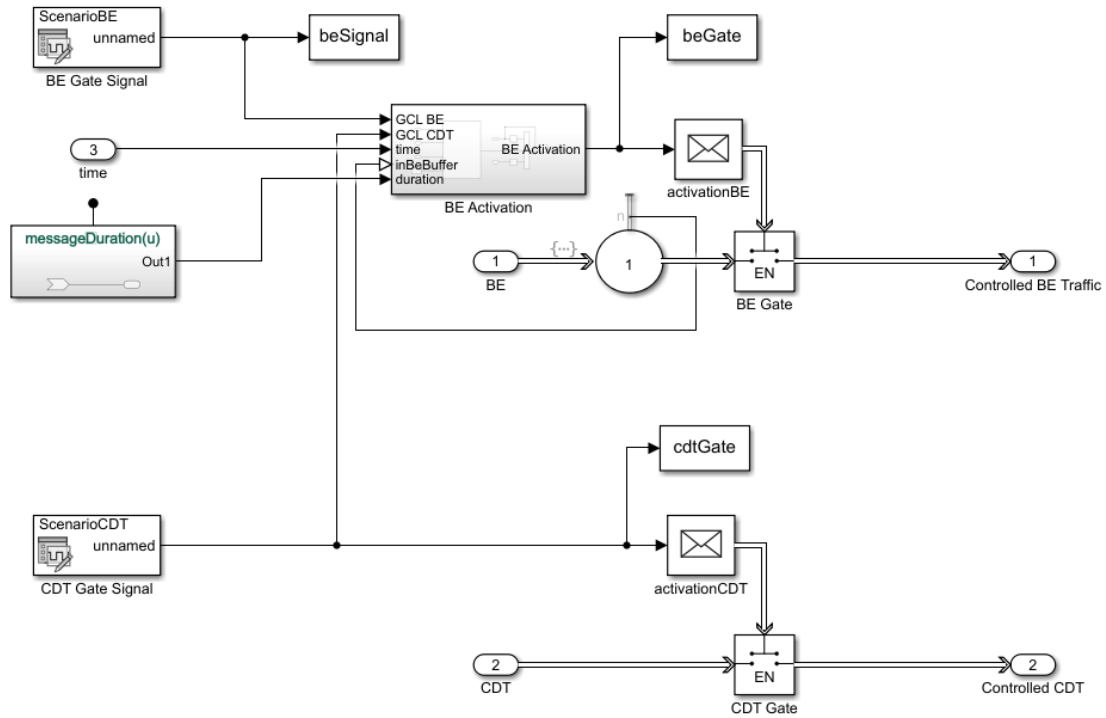 ScenarioBE
unnamed
BE Gate Signal
beSignal
beGate
GCL BE
GCL CDT
time
inBeBuffer
duration
BE Activation
BE Activation
3
time
activationBE
messageDuration(u)
Out1
n
{...}
1
BE
1
EN
BE Gate
1
Controlled BE Traffic
cdtGate
ScenarioCDT
unnamed
CDT Gate Signal
activationCDT
2
CDT
EN
CDT Gate
2
Controlled CDT